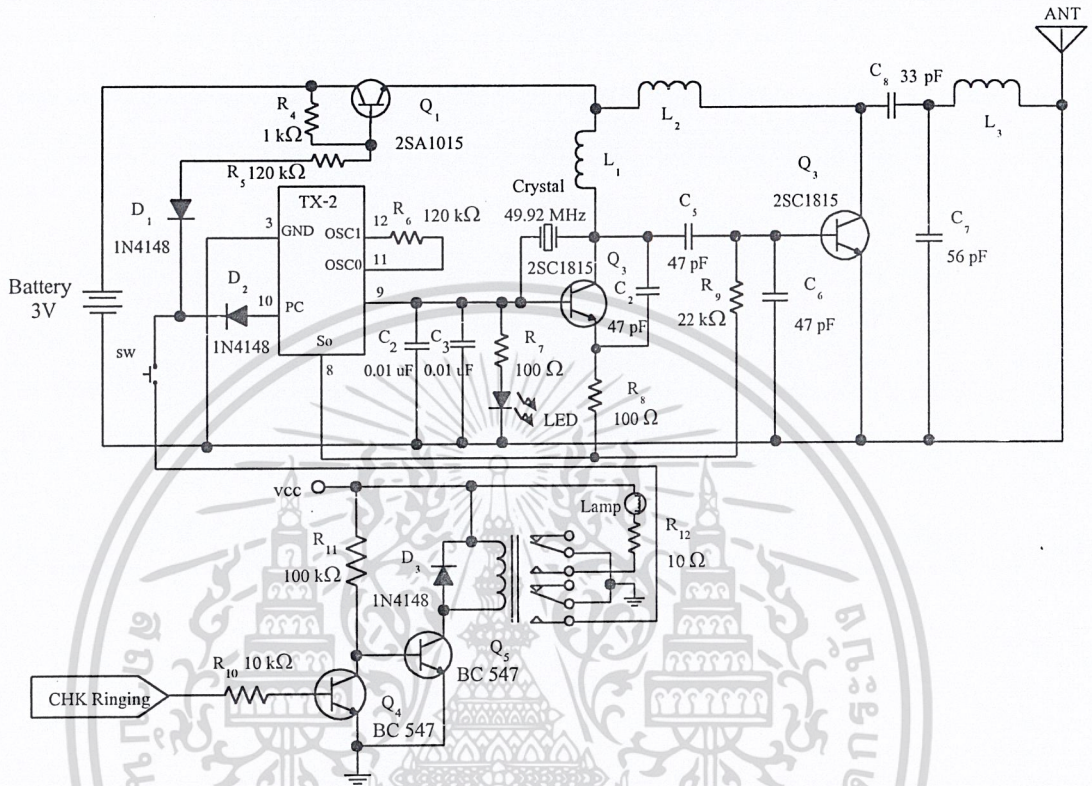 ANT
C8 33 pF
R4
1 kΩ
Q1
2SA1015
L2
L3
R5 120 kΩ
L1
Q3
2SC1815
TX-2
Crystal
49.92 MHz
D1
1N4148
3
GND
OSC1
12
R6
120 kΩ
OSC0
11
C5
47 pF
C7
56 pF
Battery
3V
D2
1N4148
10
PC
9
2SC1815
Q3
C2
47 pF
R9
22 kΩ
C6
47 pF
sw
So
8
C2
0.01 uF
C3
0.01 uF
R7
100 Ω
LED
R8
100 Ω
vcc
Lamp
R12
10 Ω
R11
100 kΩ
D3
1N4148
Q5
BC 547
R10 10 kΩ
CHK Ringing
Q4
BC 547